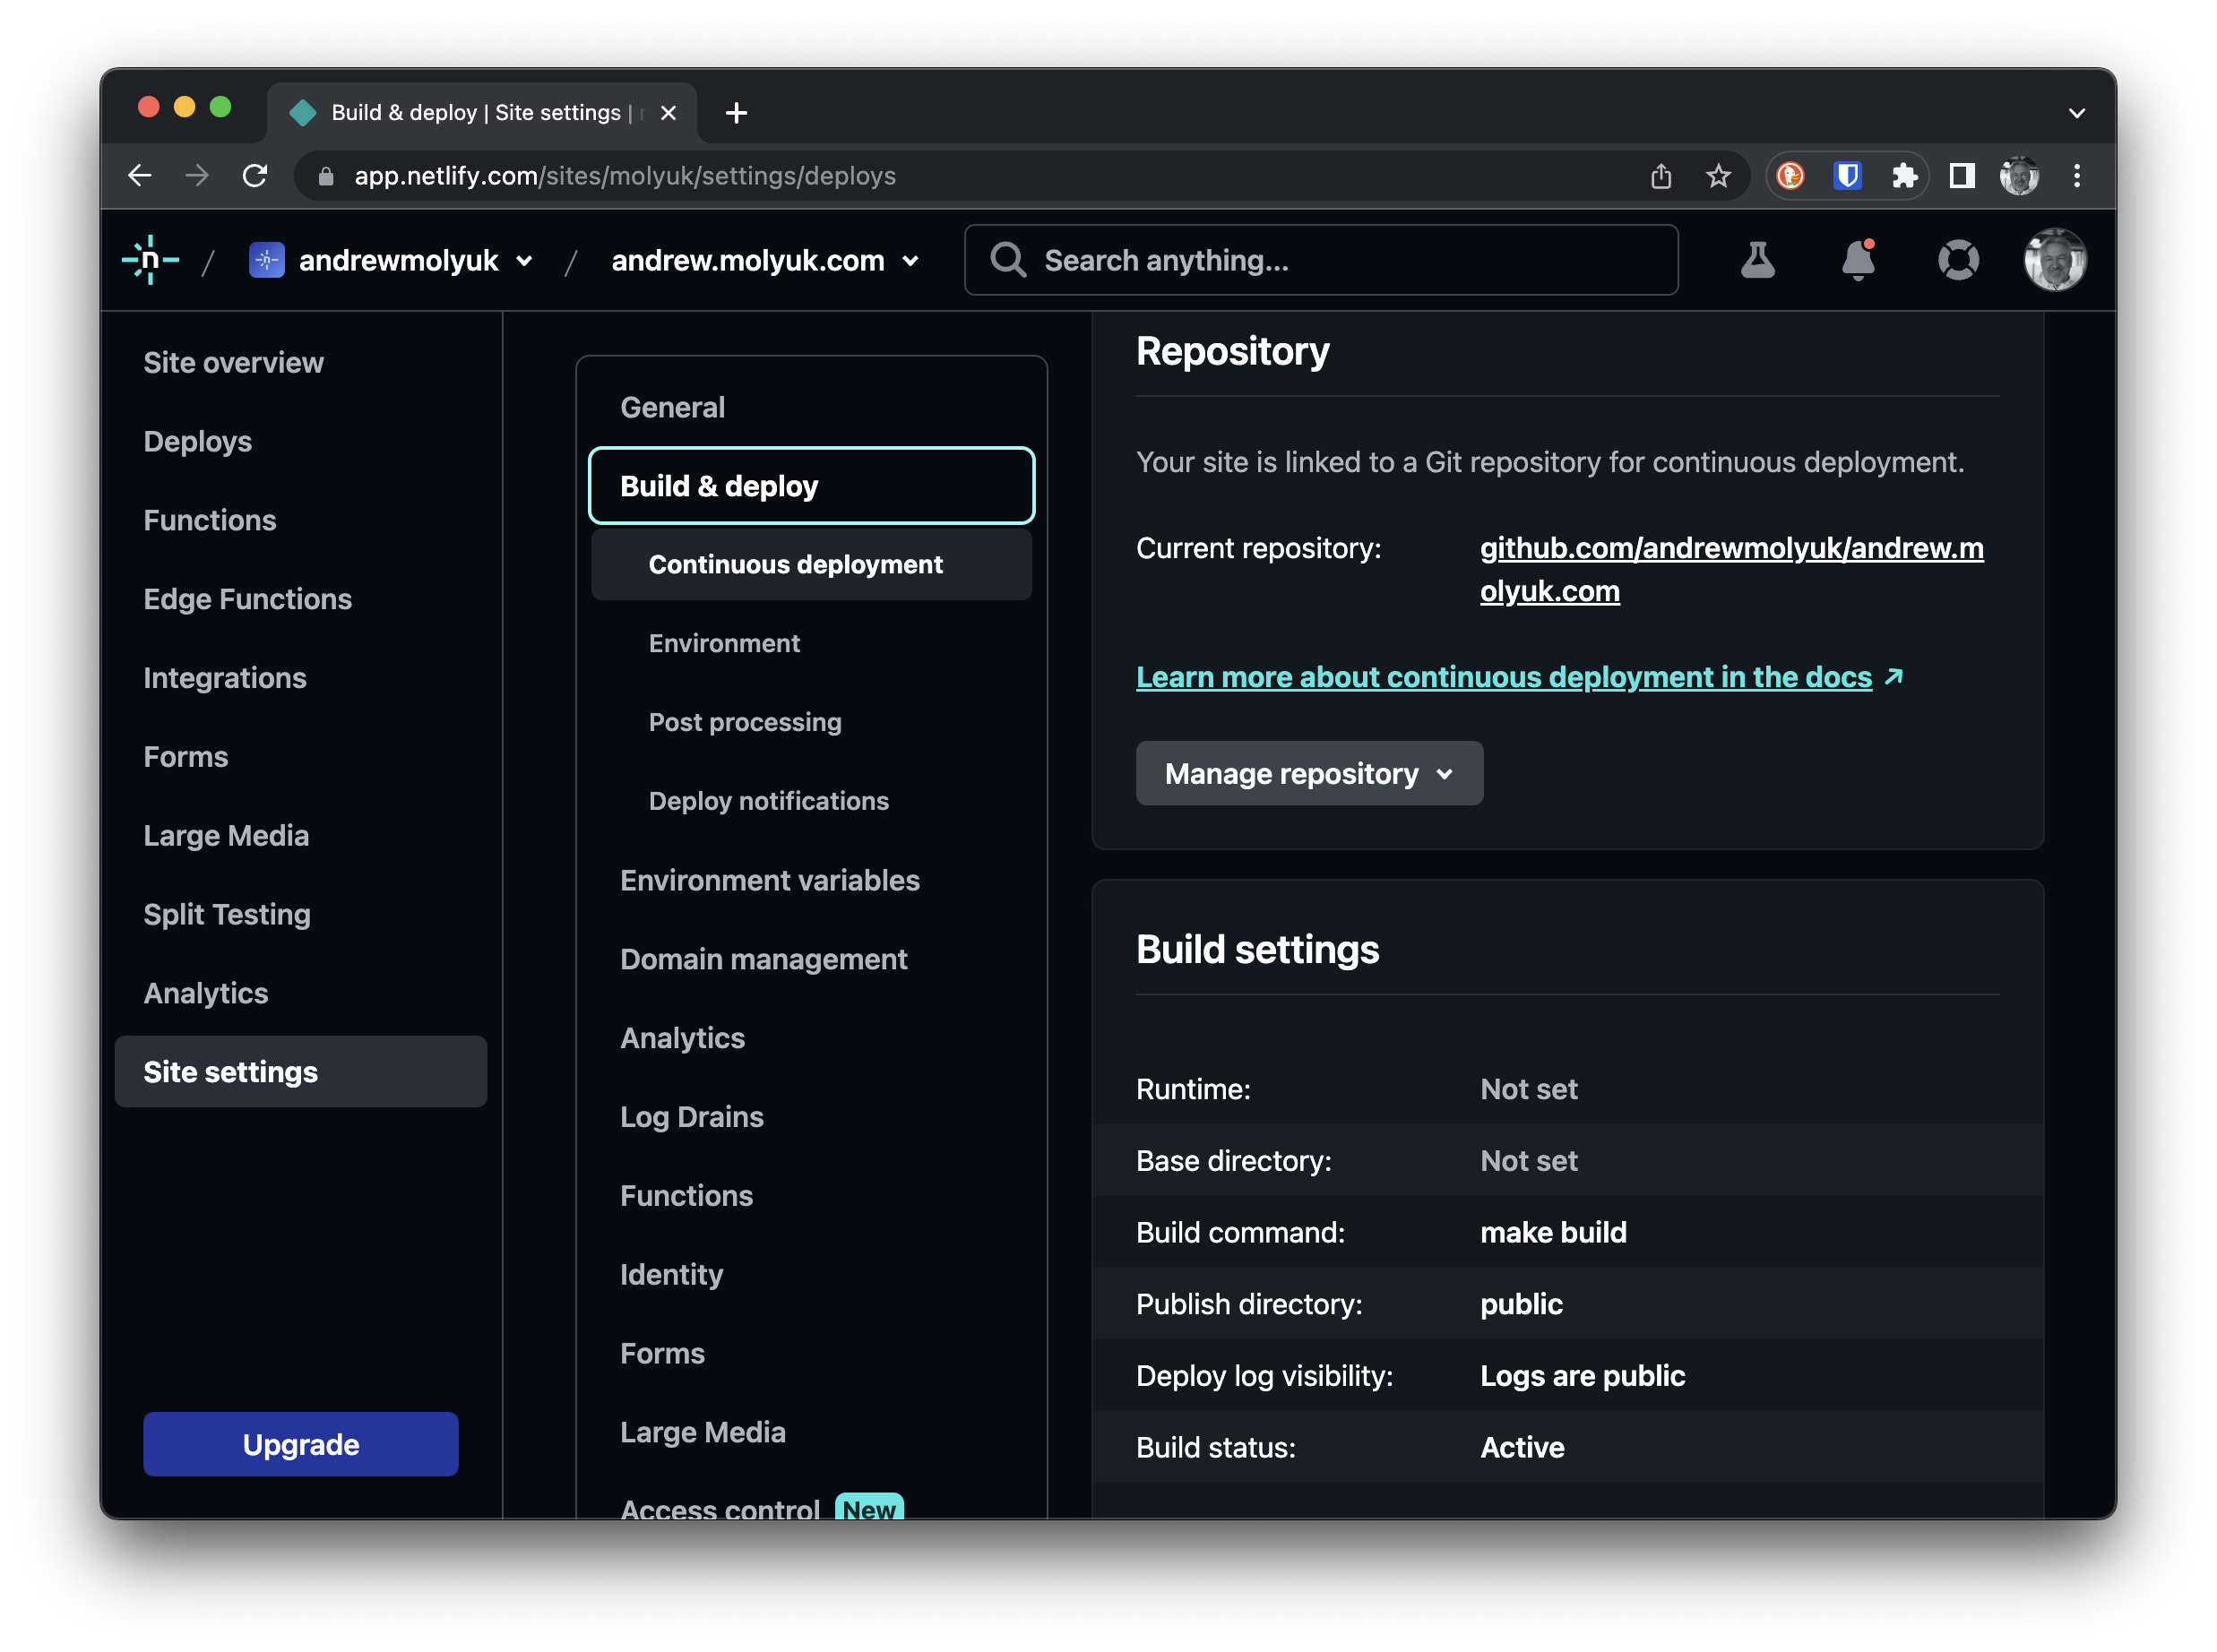 Build & deploy | Site settings |
app.netlify.com/sites/molyuk/settings/deploys
n / andrewmolyuk / andrew.molyuk.com
Search anything...
Site overview
Deploys
Functions
Edge Functions
Integrations
Forms
Large Media
Split Testing
Analytics
Site settings
Upgrade
General
Build & deploy
Continuous deployment
Environment
Post processing
Deploy notifications
Environment variables
Domain management
Analytics
Log Drains
Functions
Identity
Forms
Large Media
Access control New
Repository
Your site is linked to a Git repository for continuous deployment.
Current repository: github.com/andrewmolyuk/andrew.m
olyuk.com
Learn more about continuous deployment in the docs
Manage repository
Build settings
Runtime: Not set
Base directory: Not set
Build command: make build
Publish directory: public
Deploy log visibility: Logs are public
Build status: Active